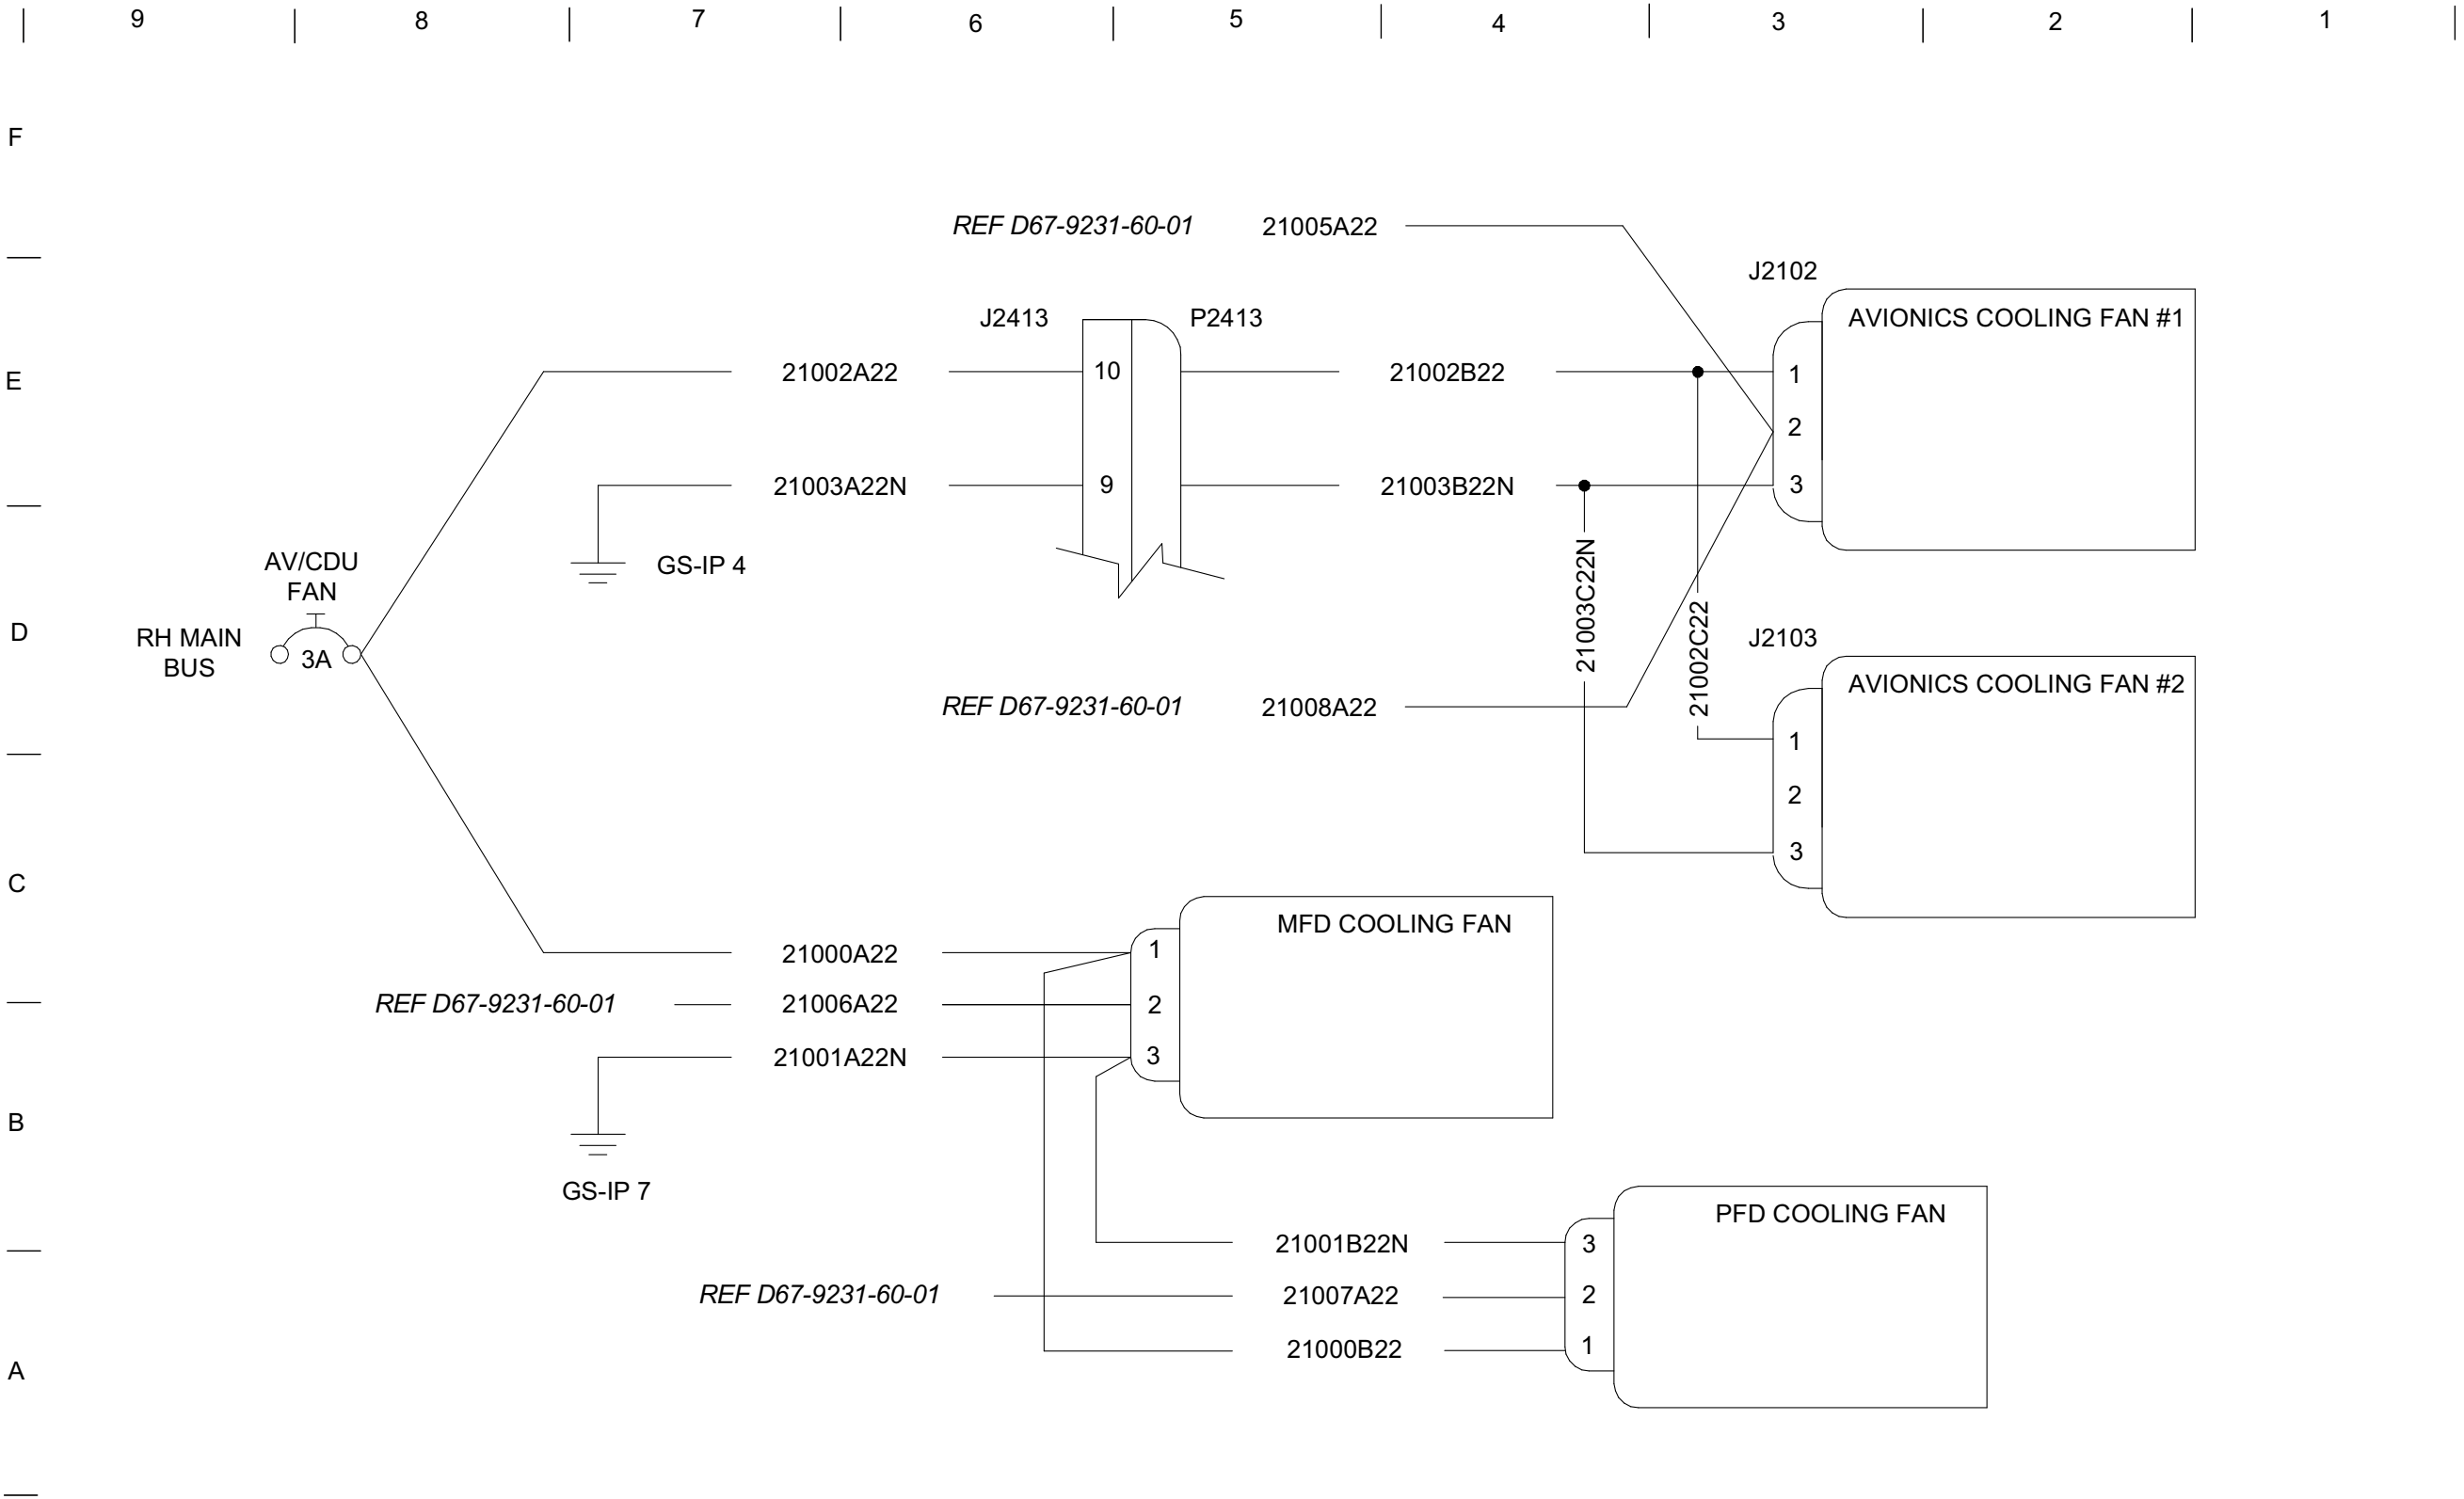 9 8 7 6 5 4 3 2 1
F
REF D67-9231-60-01 21005A22
J2102
J2413 P2413 AVIONICS COOLING FAN #1
E 21002A22 10 21002B22 1
2
21003A22N 9 21003B22N 3
AV/CDU
FAN
GS-IP 4
21003C22N
21002C22
D
RH MAIN
BUS
3A
J2103
REF D67-9231-60-01 21008A22
AVIONICS COOLING FAN #2
1
2
3
C
MFD COOLING FAN
21000A22 1
REF D67-9231-60-01 21006A22 2
21001A22N 3
B
GS-IP 7
PFD COOLING FAN
21001B22N 3
REF D67-9231-60-01 21007A22 2
21000B22 1
A